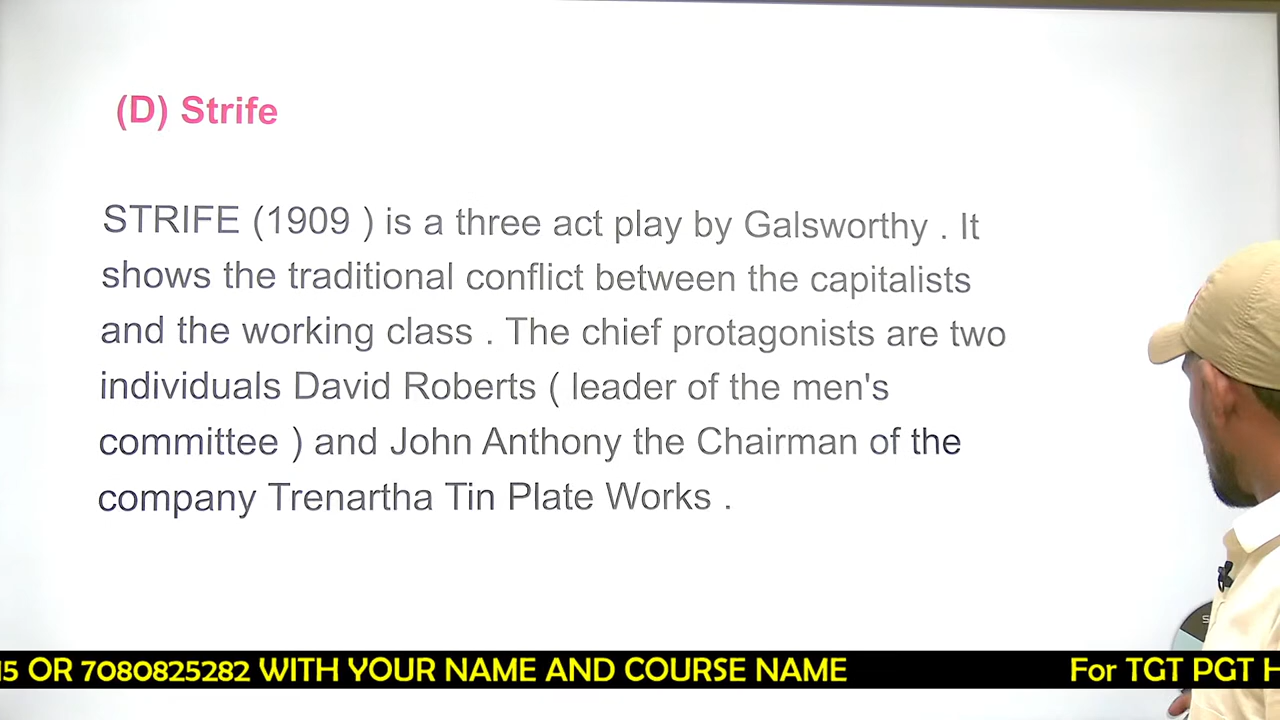 (D) Strife
STRIFE (1909 ) is a three act play by Galsworthy . It
shows the traditional conflict between the capitalists
and the working class . The chief protagonists are two
individuals David Roberts ( leader of the men's
committee ) and John Anthony the Chairman of the
company Trenartha Tin Plate Works .
15 OR 7080825282 WITH YOUR NAME AND COURSE NAME For TGT PGT H